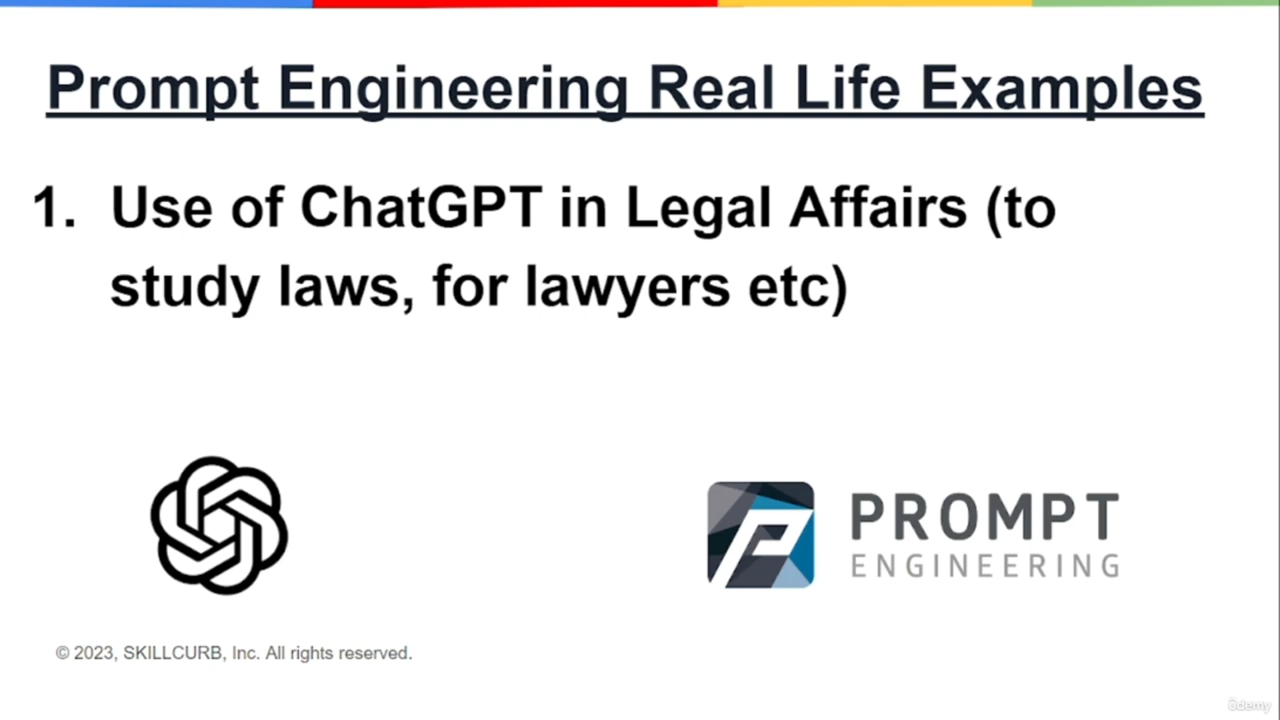 Prompt Engineering Real Life Examples
1. Use of ChatGPT in Legal Affairs (to
study laws, for lawyers etc)
PROMPT
ENGINEERING
© 2023, SKILLCURB, Inc. All rights reserved.
ûdemy